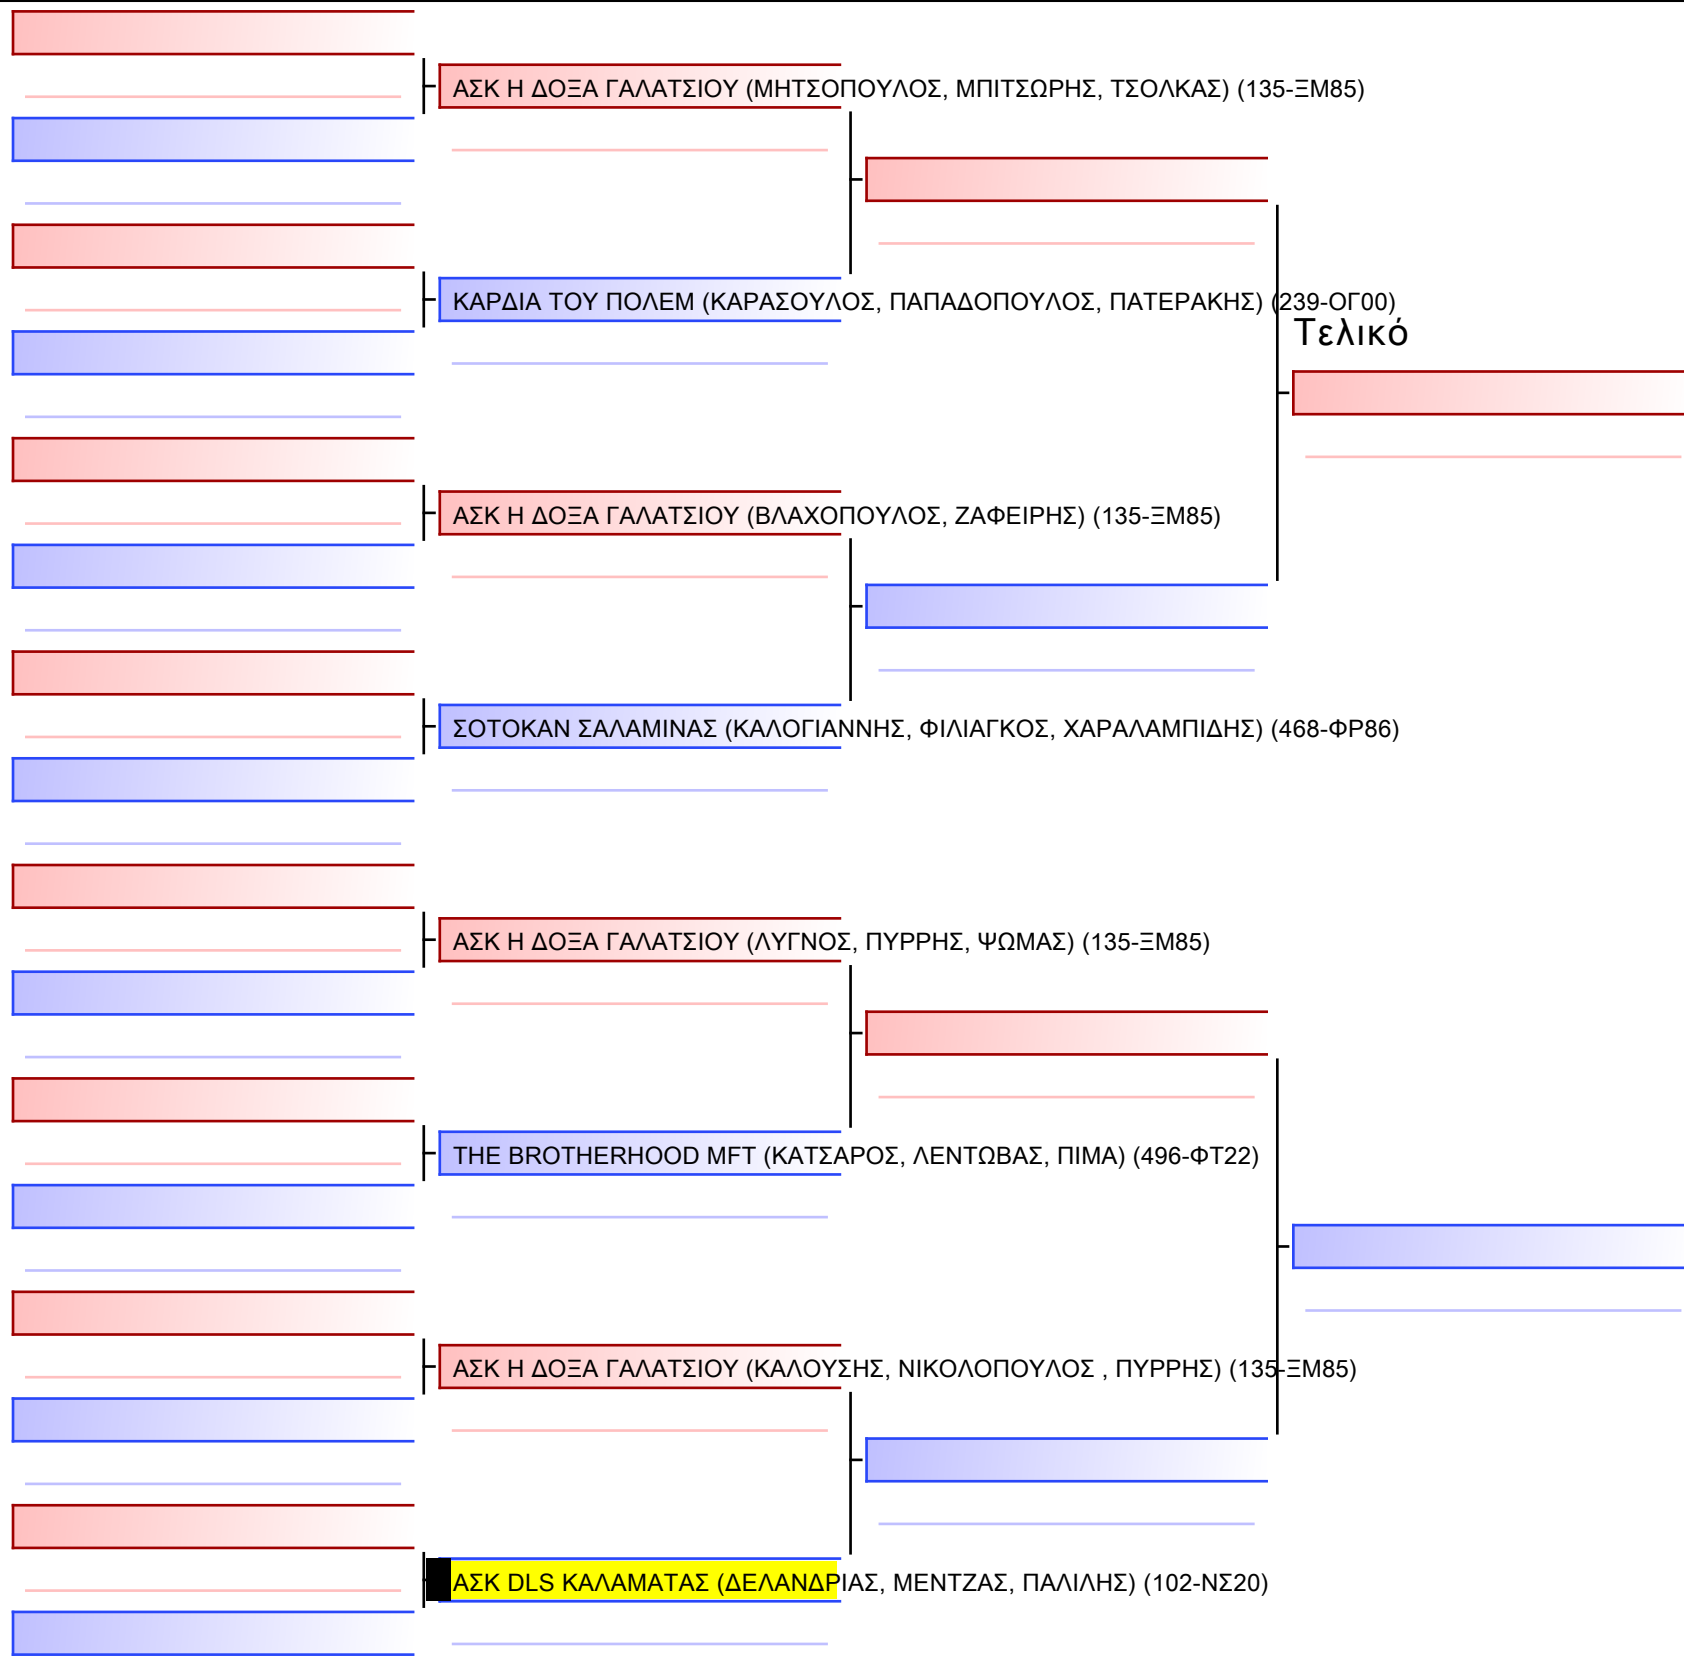 ΑΣΚ Η ΔΟΞΑ ΓΑΛΑΤΣΙΟΥ (ΜΗΤΣΟΠΟΥΛΟΣ, ΜΠΙΤΣΩΡΗΣ, ΤΣΟΛΚΑΣ) (135-ΞΜ85)
ΚΑΡΔΙΑ ΤΟΥ ΠΟΛΕΜ (ΚΑΡΑΣΟΥΛΟΣ, ΠΑΠΑΔΟΠΟΥΛΟΣ, ΠΑΤΕΡΑΚΗΣ) (239-ΟΓ00)
Τελικό
ΑΣΚ Η ΔΟΞΑ ΓΑΛΑΤΣΙΟΥ (ΒΛΑΧΟΠΟΥΛΟΣ, ΖΑΦΕΙΡΗΣ) (135-ΞΜ85)
ΣΟΤΟΚΑΝ ΣΑΛΑΜΙΝΑΣ (ΚΑΛΟΓΙΑΝΝΗΣ, ΦΙΛΙΑΓΚΟΣ, ΧΑΡΑΛΑΜΠΙΔΗΣ) (468-ΦΡ86)
ΑΣΚ Η ΔΟΞΑ ΓΑΛΑΤΣΙΟΥ (ΛΥΓΝΟΣ, ΠΥΡΡΗΣ, ΨΩΜΑΣ) (135-ΞΜ85)
THE BROTHERHOOD MFT (ΚΑΤΣΑΡΟΣ, ΛΕΝΤΩΒΑΣ, ΠΙΜΑ) (496-ΦΤ22)
ΑΣΚ Η ΔΟΞΑ ΓΑΛΑΤΣΙΟΥ (ΚΑΛΟΥΣΗΣ, ΝΙΚΟΛΟΠΟΥΛΟΣ , ΠΥΡΡΗΣ) (135-ΞΜ85)
ΑΣΚ DLS ΚΑΛΑΜΑΤΑΣ (ΔΕΛΑΝΔΡΙΑΣ, ΜΕΝΤΖΑΣ, ΠΑΛΙΛΗΣ) (102-ΝΣ20)